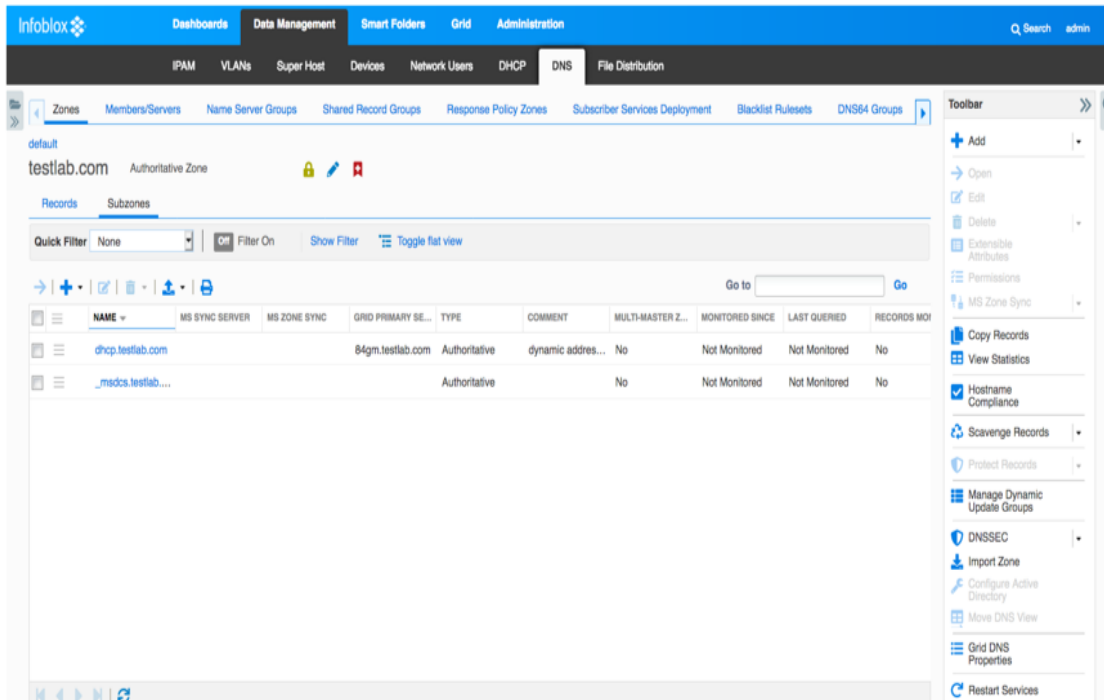 Infoblox Dashboards Data Management Smart Folders Grid Administration Search admin
IPAM VLANs Super Host Devices Network Users DHCP DNS File Distribution
Zones Members/Servers Name Server Groups Shared Record Groups Response Policy Zones Subscriber Services Deployment Blacklist Rulesets DNS64 Groups
default
testlab.com Authoritative Zone
Records Subzones
Quick Filter None Off Filter On Show Filter Toggle flat view
Go to Go
NAME MS SYNC SERVER MS ZONE SYNC GRID PRIMARY SE... TYPE COMMENT MULTI-MASTER Z... MONITORED SINCE LAST QUERIED RECORDS MO
dhcp.testlab.com 84gm.testlab.com Authoritative dynamic addres... No Not Monitored Not Monitored No
_msdcs.testlab.... Authoritative No Not Monitored Not Monitored No
Toolbar
Add
Open
Edit
Delete
Extensible
Attributes
Permissions
MS Zone Sync
Copy Records
View Statistics
Hostname
Compliance
Scavenge Records
Protect Records
Manage Dynamic
Update Groups
DNSSEC
Import Zone
Configure Active
Directory
Move DNS View
Grid DNS
Properties
Restart Services